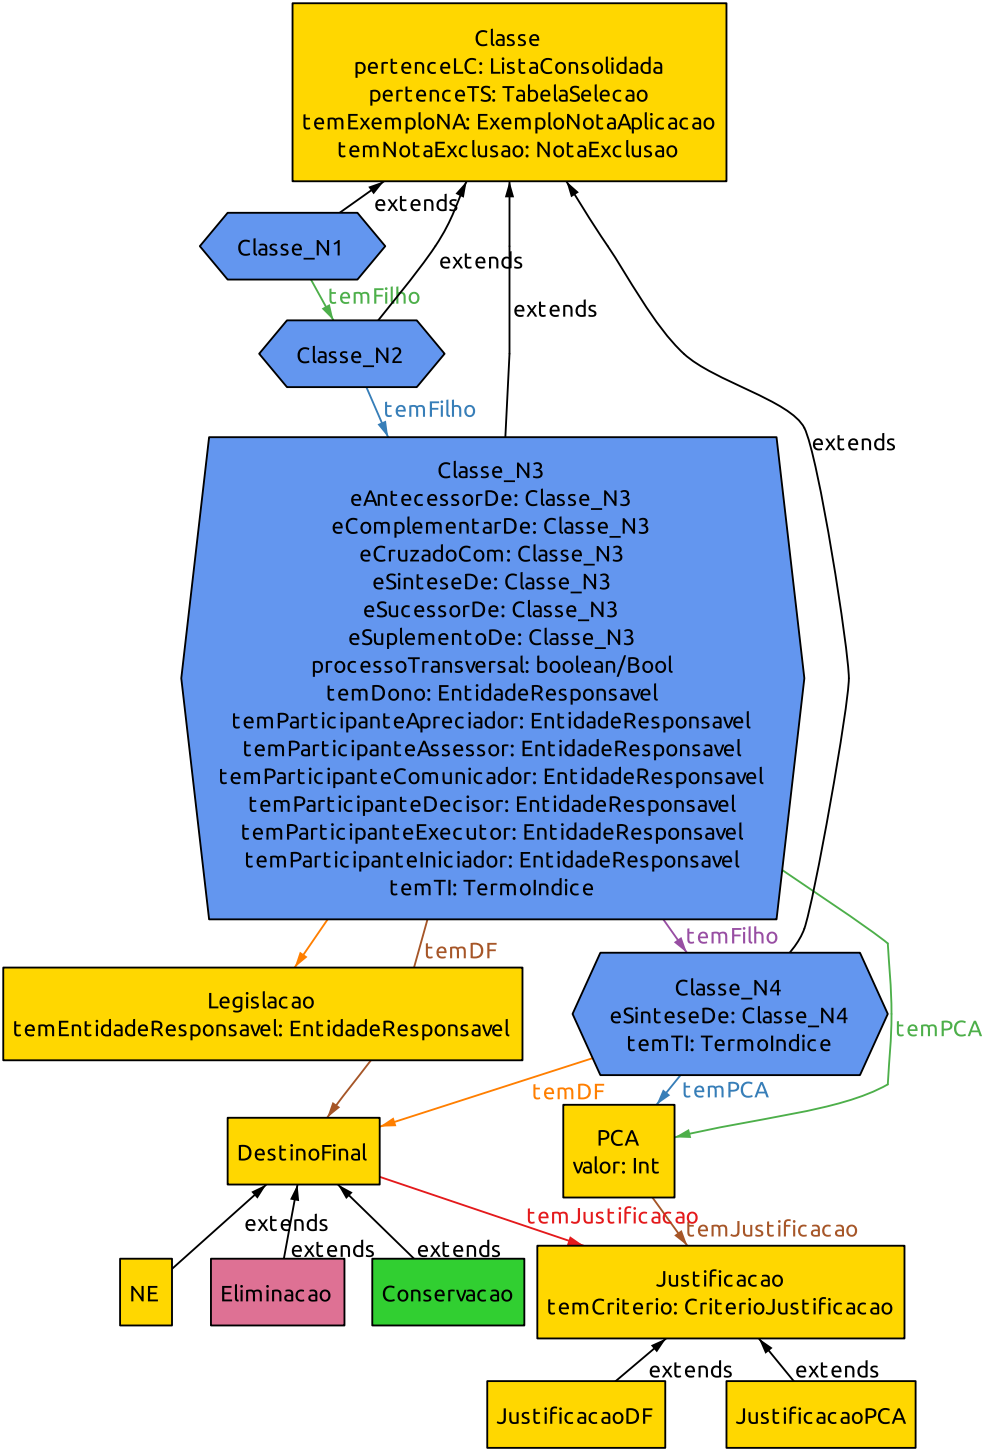 Classe
pertenceLC: ListaConsolidada
pertenceTS: TabelaSelecao
temExemploNA: ExemploNotaAplicacao
temNotaExclusao: NotaExclusao
extends
Classe_N1
extends
temFilho
extends
Classe_N2
temFilho
extends
Classe_N3
eAntecessorDe: Classe_N3
eComplementarDe: Classe_N3
eCruzadoCom: Classe_N3
eSinteseDe: Classe_N3
eSucessorDe: Classe_N3
eSuplementoDe: Classe_N3
processoTransversal: boolean/Bool
temDono: EntidadeResponsavel
temParticipanteApreciador: EntidadeResponsavel
temParticipanteAssessor: EntidadeResponsavel
temParticipanteComunicador: EntidadeResponsavel
temParticipanteDecisor: EntidadeResponsavel
temParticipanteExecutor: EntidadeResponsavel
temParticipanteIniciador: EntidadeResponsavel
temTI: TermoIndice
temFilho
temDF
Legislacao
temEntidadeResponsavel: EntidadeResponsavel
Classe_N4
eSinteseDe: Classe_N4
temTI: TermoIndice
temPCA
temDF
temPCA
DestinoFinal
PCA
valor: Int
temJustificacao
temJustificacao
extends
extends
extends
NE
Eliminacao
Conservacao
Justificacao
temCriterio: CriterioJustificacao
extends
extends
JustificacaoDF
JustificacaoPCA